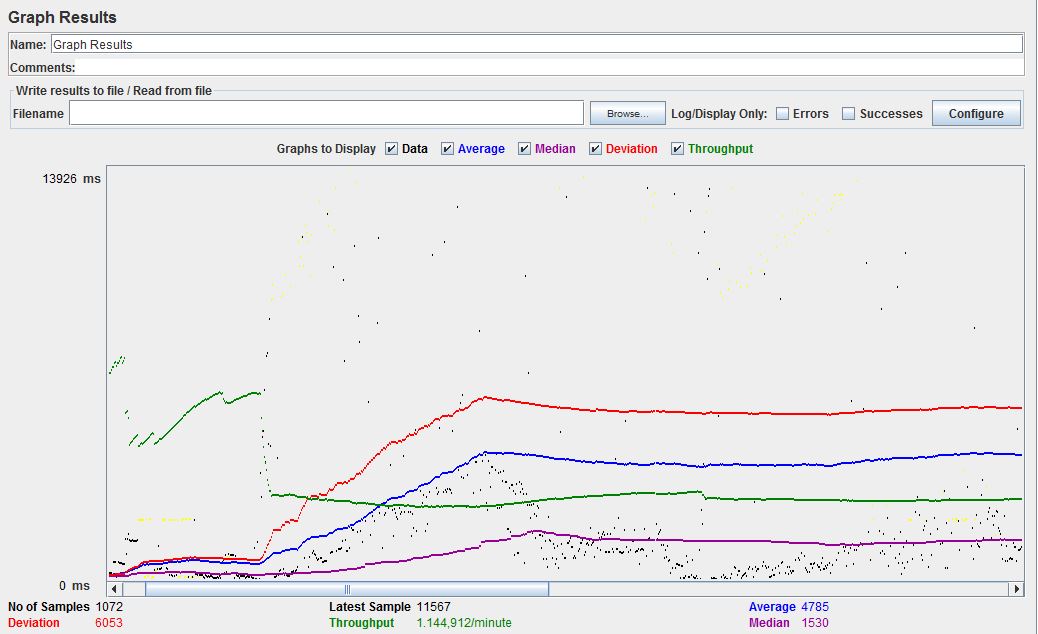 Graph Results
Name: Graph Results
Comments:
Write results to file / Read from file
Filename Browse... Log/Display Only: Errors Successes Configure
Graphs to Display Data Average Median Deviation Throughput
13926 ms
0 ms
No of Samples 1072 Latest Sample 11567 Average 4785
Deviation 6053 Throughput 1.144,912/minute Median 1530